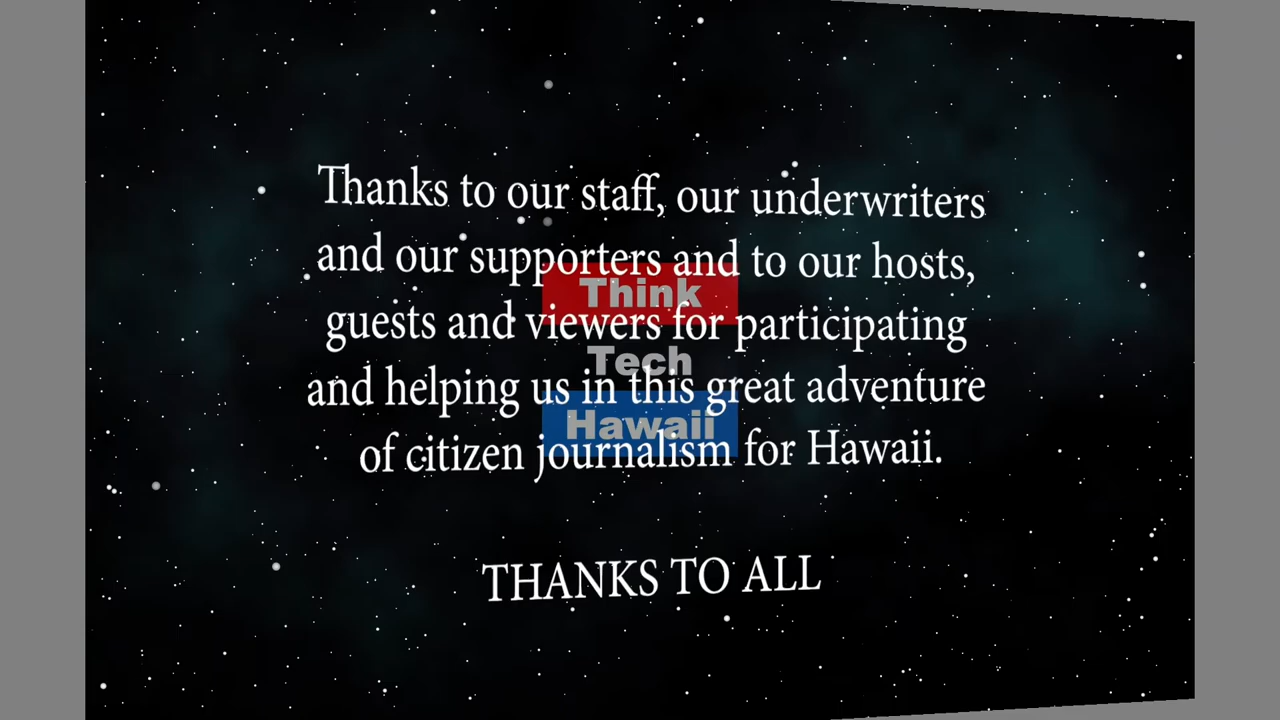 Thanks to our staff, our underwriters
and our supporters and to our hosts,
Think
guests and viewers for participating
Tech
and helping us in this great adventure
Hawaii
of citizen journalism for Hawaii.
THANKS TO ALL